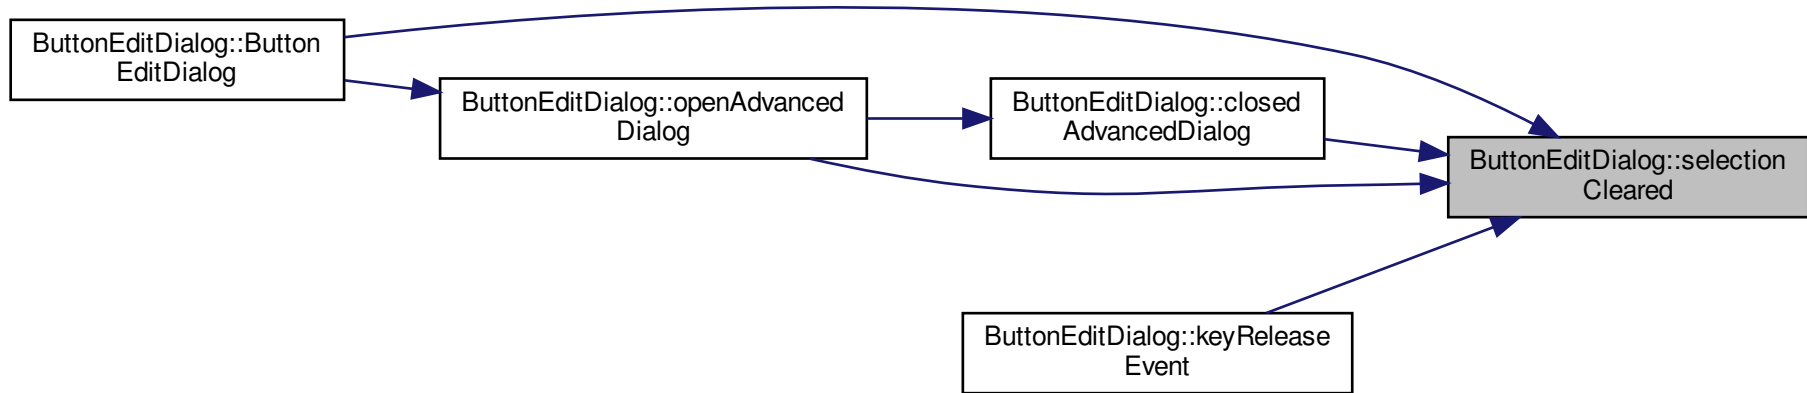 ButtonEditDialog::Button
EditDialog
ButtonEditDialog::openAdvanced
Dialog
ButtonEditDialog::closed
AdvancedDialog
ButtonEditDialog::selection
Cleared
ButtonEditDialog::keyRelease
Event